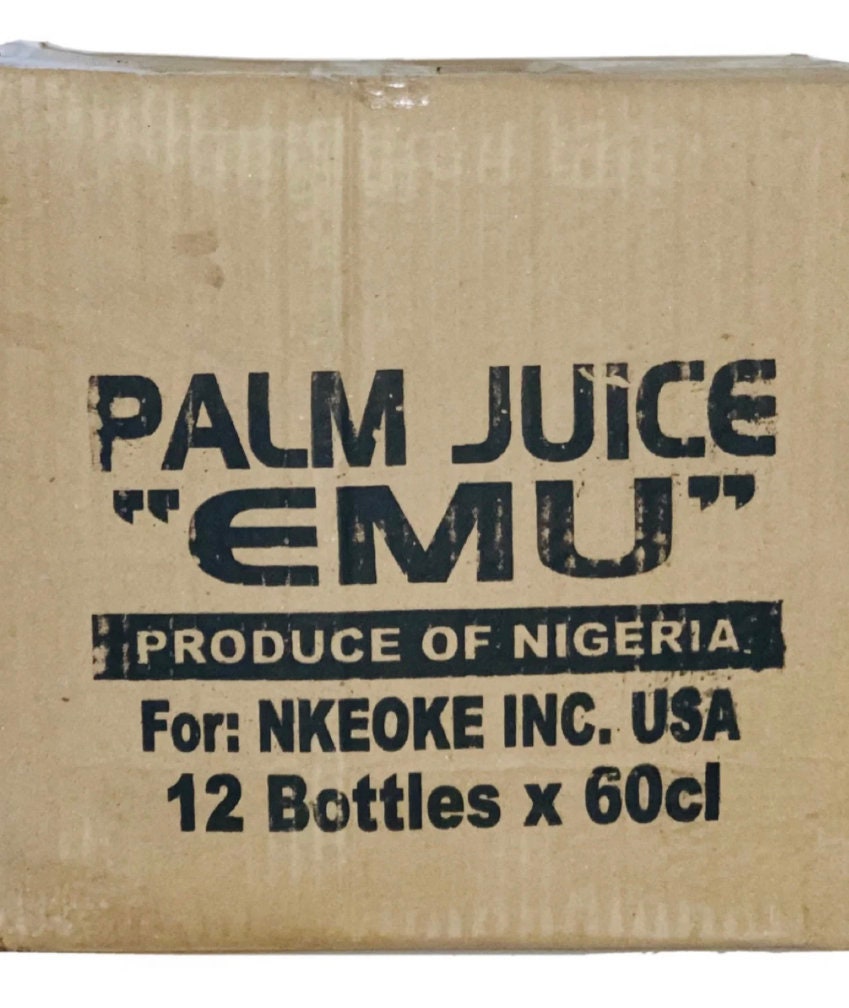 PALM JUICE
"EMU"
PRODUCE OF NIGERIA
For: NKEOKE INC. USA
12 Bottles x 60cl